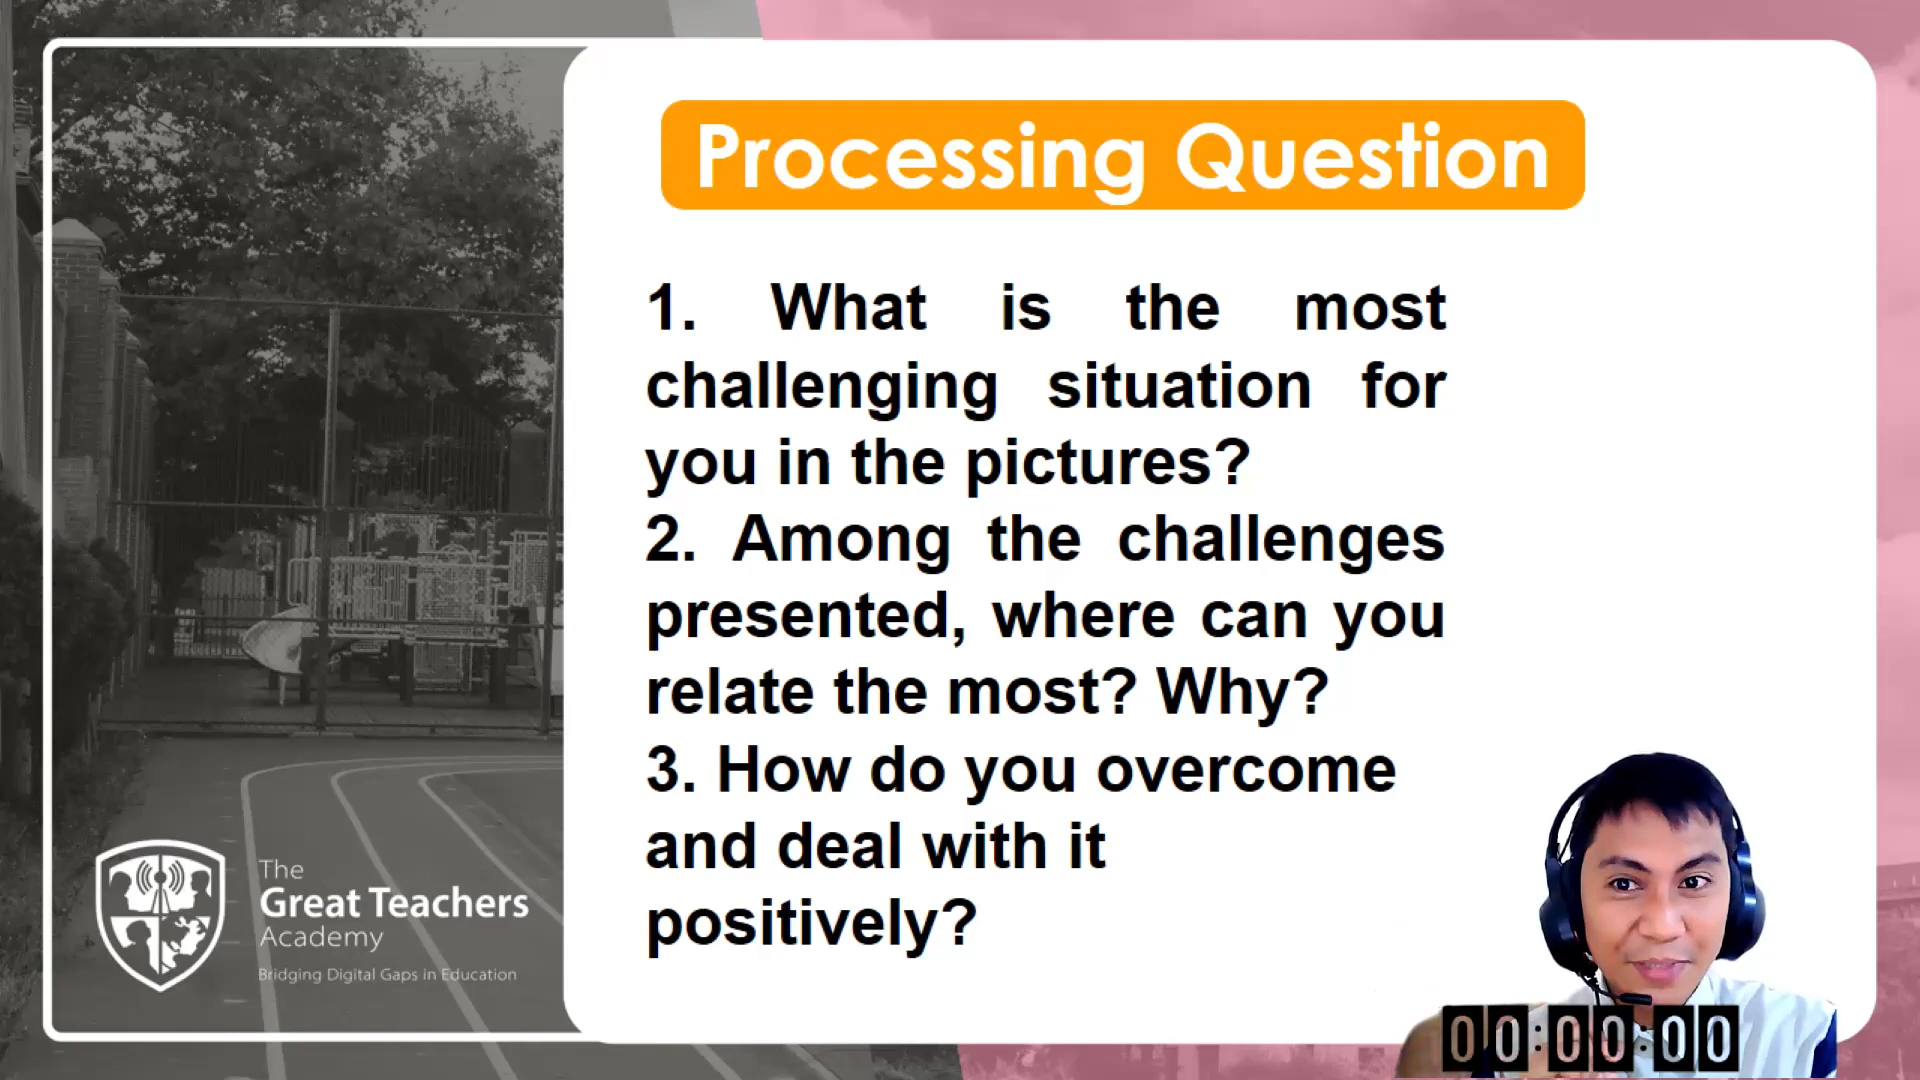 Processing Question
1. What is the most
challenging situation for
you in the pictures?
2. Among the challenges
presented, where can you
relate the most? Why?
3. How do you overcome
and deal with it
positively?
The
Great Teachers
Academy
Bridging Digital Gaps in Education
00:00:00